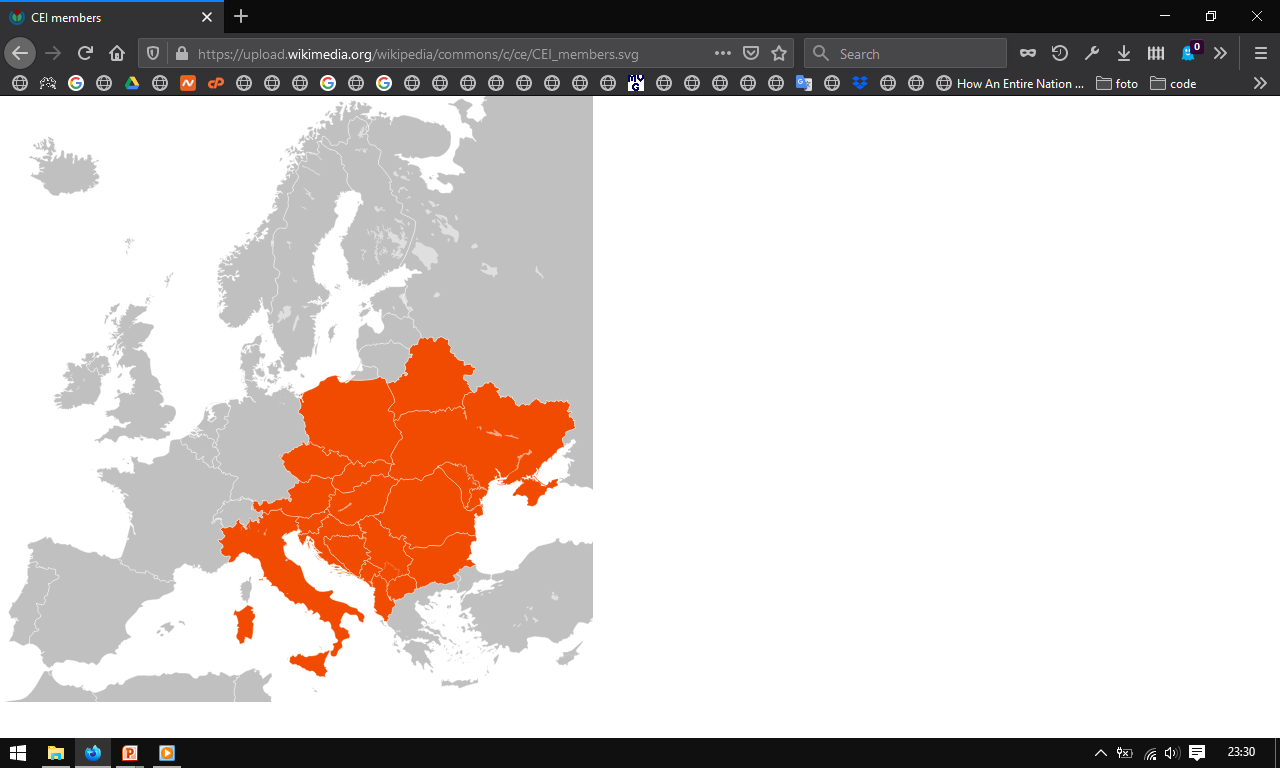 CEI members
https://upload.wikimedia.org/wikipedia/commons/c/ce/CEI_members.svg
Search
0
How An Entire Nation ...
foto
code
23:30